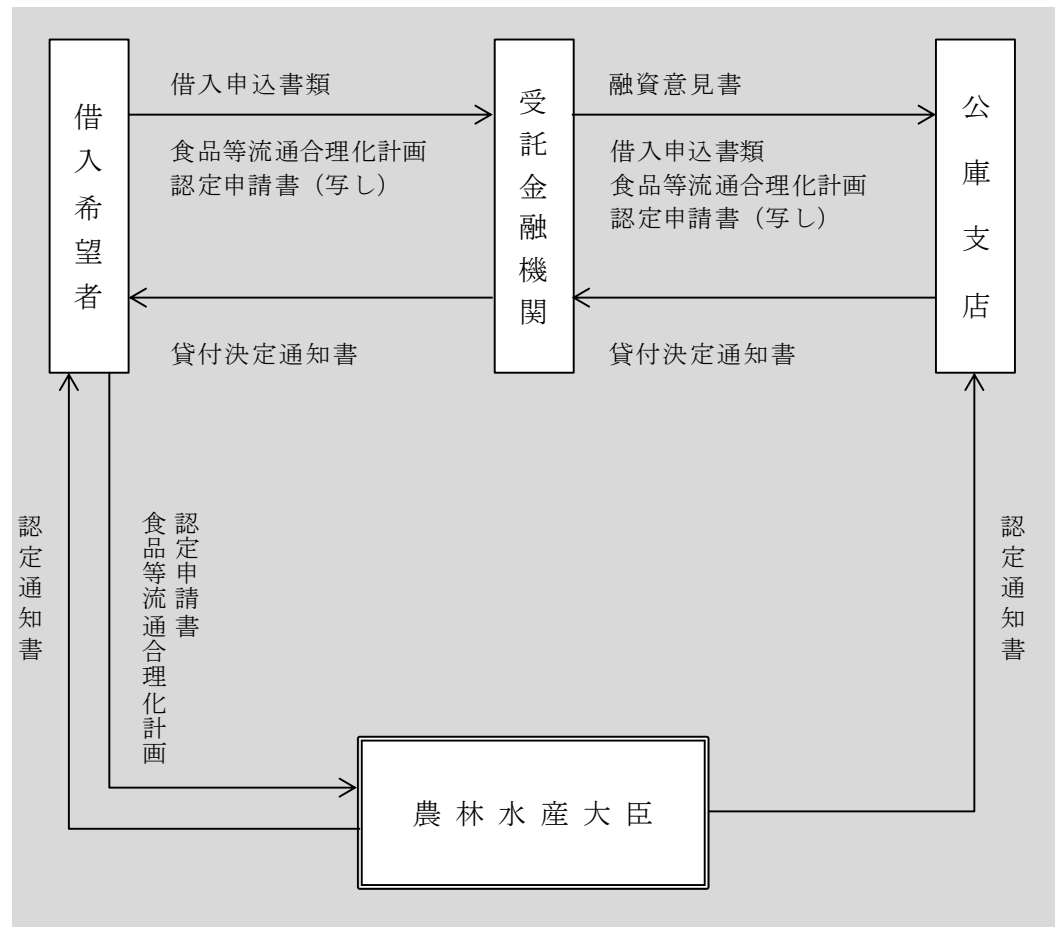 借入希望者
借入申込書類
食品等流通合理化計画
認定申請書（写し）
貸付決定通知書
受託金融機関
融資意見書
借入申込書類
食品等流通合理化計画
認定申請書（写し）
貸付決定通知書
公庫支店
認定通知書
認定申請書
食品等流通合理化計画
認定通知書
農林水産大臣